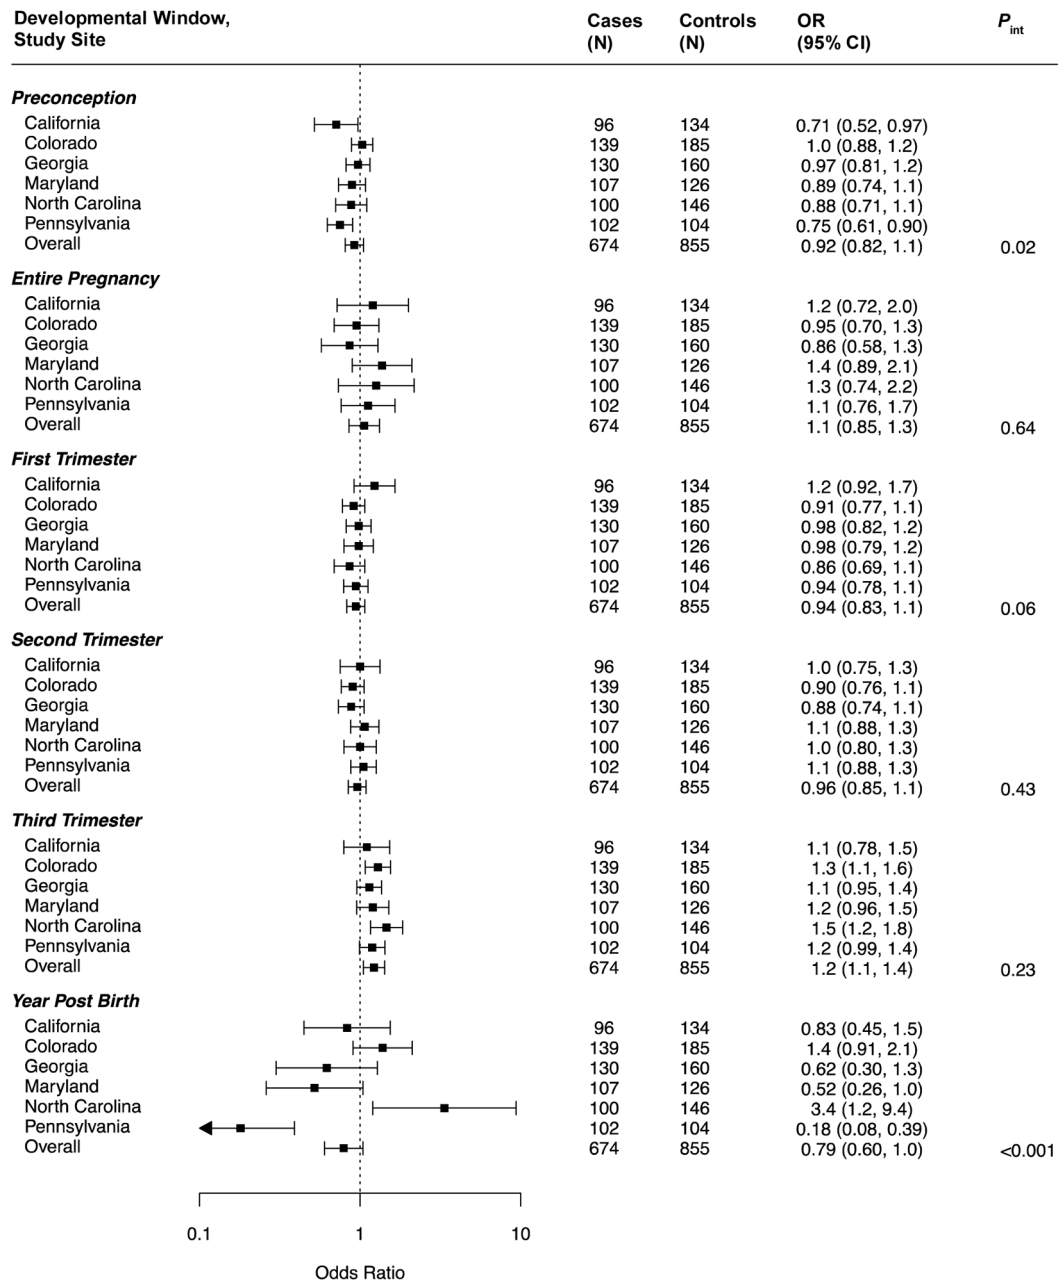 Developmental Window, Cases Controls OR P int
Study Site (N) (N) (95% CI)
Preconception
California 96 134 0.71 (0.52, 0.97)
Colorado 139 185 1.0 (0.88, 1.2)
Georgia 130 160 0.97 (0.81, 1.2)
Maryland 107 126 0.89 (0.74, 1.1)
North Carolina 100 146 0.88 (0.71, 1.1)
Pennsylvania 102 104 0.75 (0.61, 0.90)
Overall 674 855 0.92 (0.82, 1.1) 0.02
Entire Pregnancy
California 96 134 1.2 (0.72, 2.0)
Colorado 139 185 0.95 (0.70, 1.3)
Georgia 130 160 0.86 (0.58, 1.3)
Maryland 107 126 1.4 (0.89, 2.1)
North Carolina 100 146 1.3 (0.74, 2.2)
Pennsylvania 102 104 1.1 (0.76, 1.7)
Overall 674 855 1.1 (0.85, 1.3) 0.64
First Trimester
California 96 134 1.2 (0.92, 1.7)
Colorado 139 185 0.91 (0.77, 1.1)
Georgia 130 160 0.98 (0.82, 1.2)
Maryland 107 126 0.98 (0.79, 1.2)
North Carolina 100 146 0.86 (0.69, 1.1)
Pennsylvania 102 104 0.94 (0.78, 1.1)
Overall 674 855 0.94 (0.83, 1.1) 0.06
Second Trimester
California 96 134 1.0 (0.75, 1.3)
Colorado 139 185 0.90 (0.76, 1.1)
Georgia 130 160 0.88 (0.74, 1.1)
Maryland 107 126 1.1 (0.88, 1.3)
North Carolina 100 146 1.0 (0.80, 1.3)
Pennsylvania 102 104 1.1 (0.88, 1.3)
Overall 674 855 0.96 (0.85, 1.1) 0.43
Third Trimester
California 96 134 1.1 (0.78, 1.5)
Colorado 139 185 1.3 (1.1, 1.6)
Georgia 130 160 1.1 (0.95, 1.4)
Maryland 107 126 1.2 (0.96, 1.5)
North Carolina 100 146 1.5 (1.2, 1.8)
Pennsylvania 102 104 1.2 (0.99, 1.4)
Overall 674 855 1.2 (1.1, 1.4) 0.23
Year Post Birth
California 96 134 0.83 (0.45, 1.5)
Colorado 139 185 1.4 (0.91, 2.1)
Georgia 130 160 0.62 (0.30, 1.3)
Maryland 107 126 0.52 (0.26, 1.0)
North Carolina 100 146 3.4 (1.2, 9.4)
Pennsylvania 102 104 0.18 (0.08, 0.39)
Overall 674 855 0.79 (0.60, 1.0) <0.001
0.1 1 10
Odds Ratio